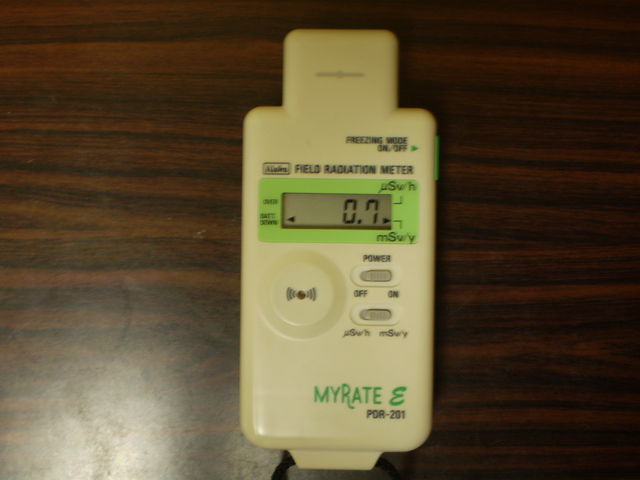 FREEZING MODE
ON/OFF
Aloka FIELD RADIATION METER
μSv/h
OVER
0.7
BATT
DOWN
mSv/y
POWER
OFF ON
μSv/h mSv/y
MYRATE E
PDR-201